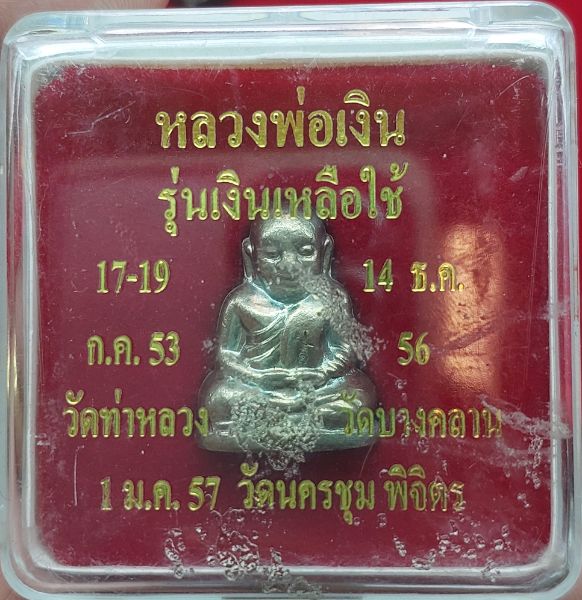 หลวงพ่อเงิน
รุ่นเงินเหลือใช้
17-19 14 ธ.ค.
ก.ค. 53 56
วัดท่าหลวง วัดบางคลาน
1 ม.ค. 57 วัดนครชุม พิจิตร